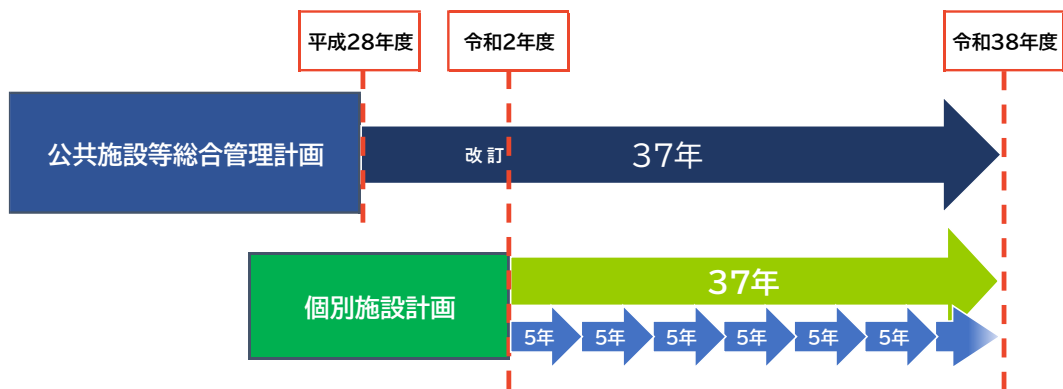 平成28年度
令和2年度
令和38年度
公共施設等総合管理計画
改訂
37年
個別施設計画
37年
5年
5年
5年
5年
5年
5年